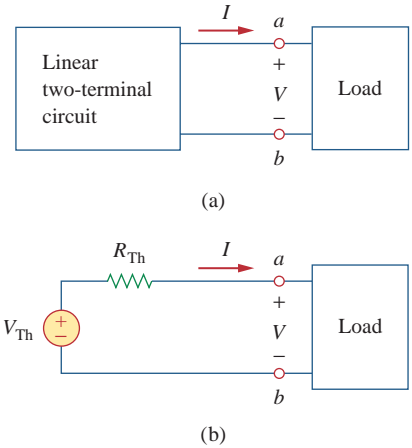 I
a
Linear
two-terminal
circuit
+
V
−
Load
b
(a)
R_Th
I
a
V_Th
+
−
+
V
−
Load
b
(b)